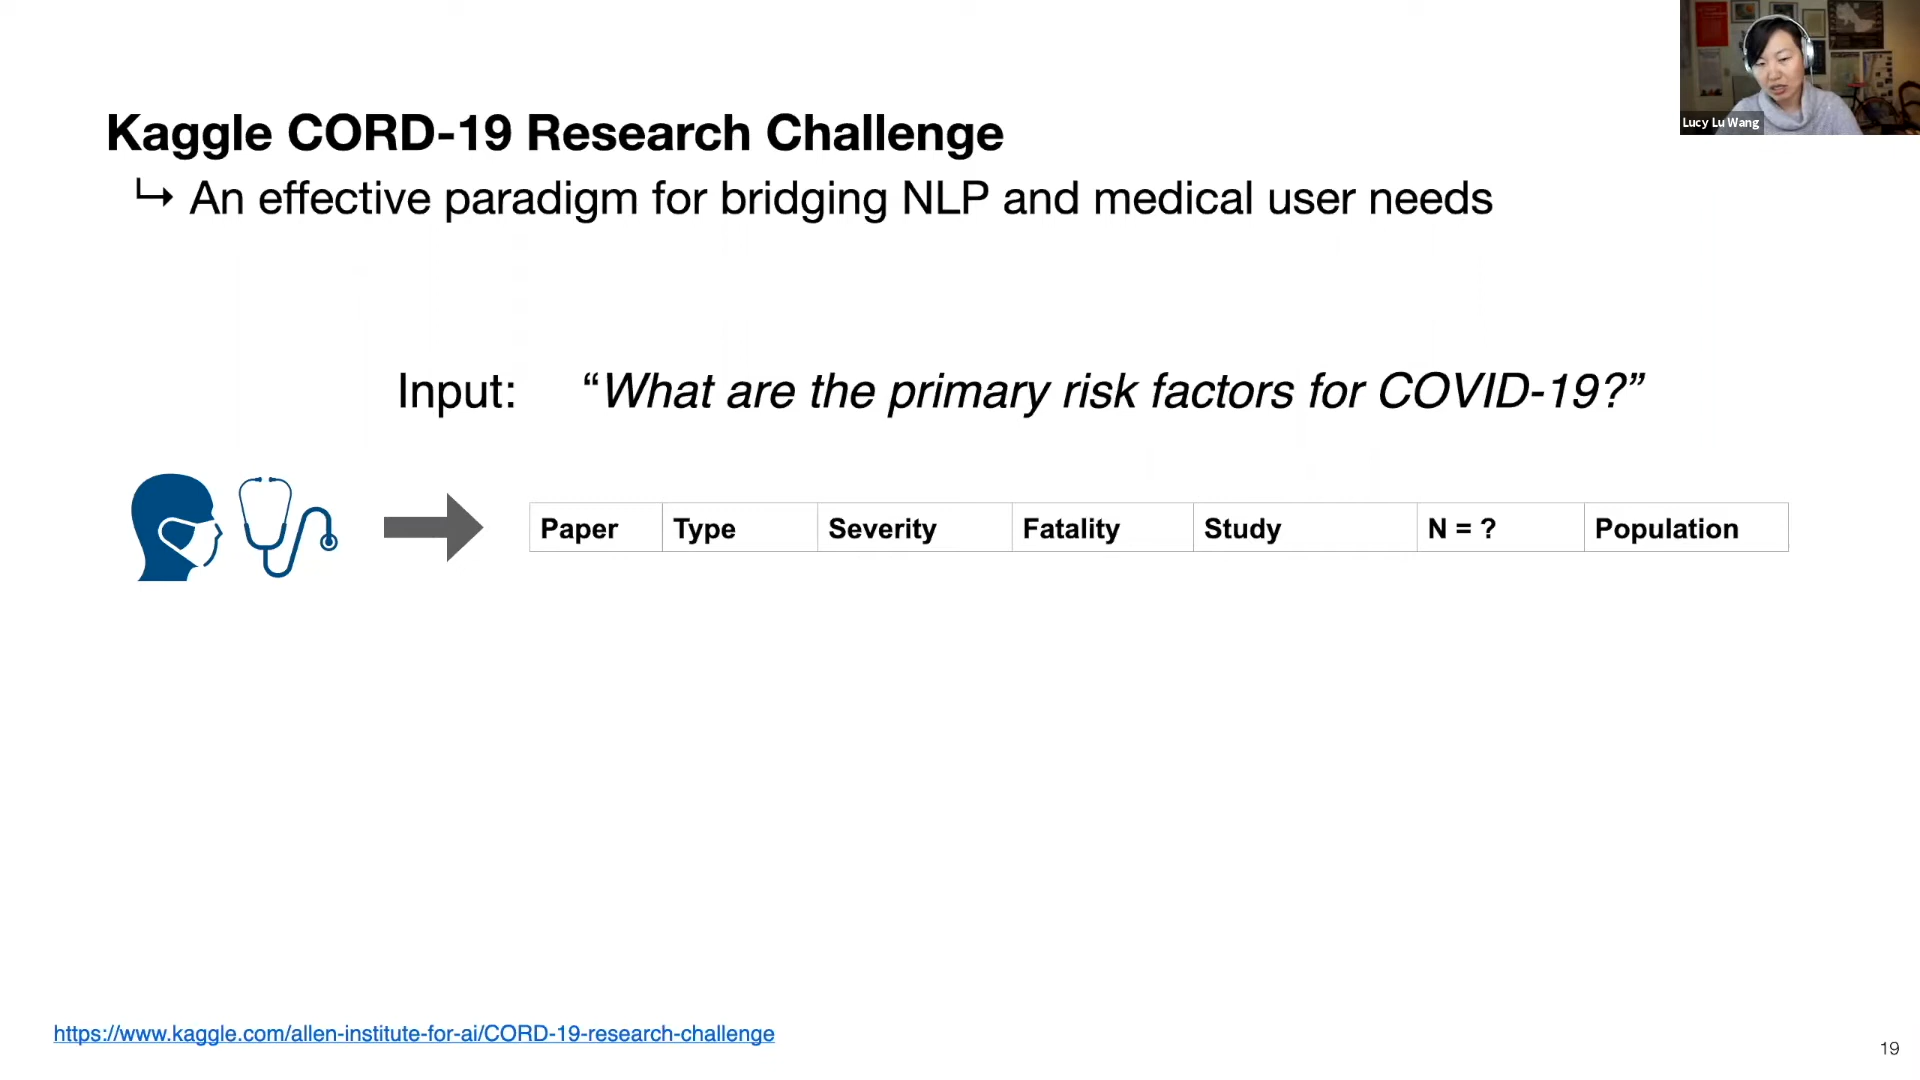 Lucy Lu Wang
Kaggle CORD-19 Research Challenge
↳ An effective paradigm for bridging NLP and medical user needs
Input: “What are the primary risk factors for COVID-19?”
Paper Type Severity Fatality Study N = ? Population
https://www.kaggle.com/allen-institute-for-ai/CORD-19-research-challenge
19